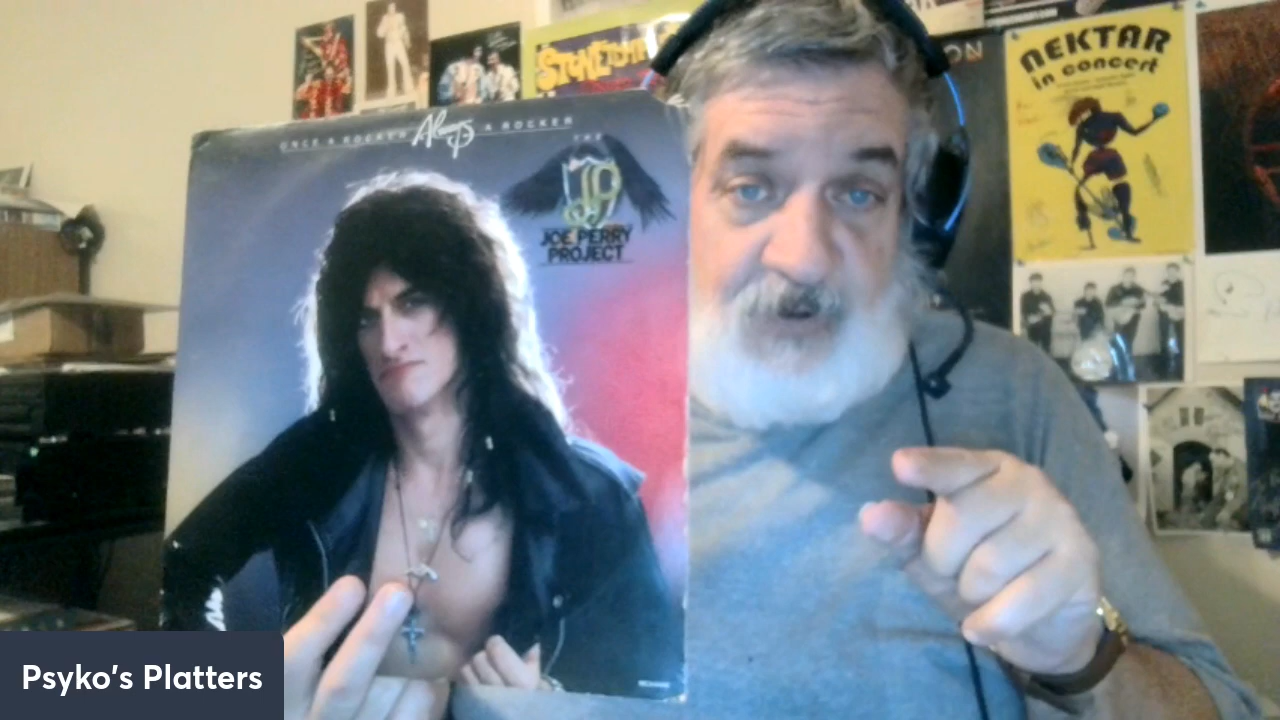 ONCE A ROCKER Always A ROCKER
THE
JOE PERRY
PROJECT
NEKTAR
in concert
Psyko's Platters